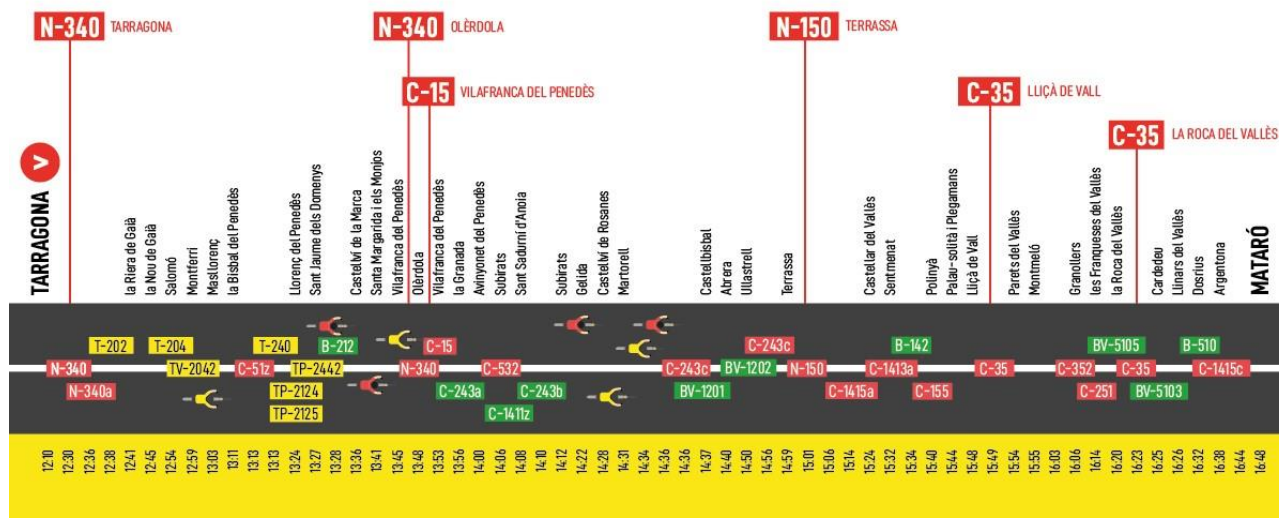 N-340 TARRAGONA
N-340 OLÈRDOLA
N-150 TERRASSA
C-15 VILAFRANCA DEL PENEDÈS
C-35 LLIÇÀ DE VALL
C-35 LA ROCA DEL VALLÈS
TARRAGONA
la Riera de Gaià
la Nou de Gaià
Salomó
Montferri
Masllorenç
la Bisbal del Penedès
Llorenç del Penedès
Sant Jaume dels Domenys
Castelví de la Marca
Santa Margarida i els Monjos
Vilafranca del Penedès
Olèrdola
Vilafranca del Penedès
la Granada
Avinyonet del Penedès
Subirats
Sant Sadurní d'Anoia
Subirats
Gelida
Castelví de Rosanes
Martorell
Castellbisbal
Abrera
Ullastrell
Terrassa
Castellar del Vallès
Sentmenat
Polinyà
Palau-solità i Plegamans
Lliçà de Vall
Parets del Vallès
Montmeló
Granollers
les Franqueses del Vallès
la Roca del Vallès
Cardedeu
Llinars del Vallès
Dosrius
Argentona
MATARÓ
T-202 T-204 T-240 B-212 C-15 C-243c B-142 BV-5105 B-510
N-340 TV-2042 C-51z TP-2442 N-340 C-532 C-243c BV-1202 N-150 C-1413a C-35 C-352 C-35 C-1415c
N-340a TP-2124 C-243a C-243b BV-1201 C-1415a C-155 C-251 BV-5103
TP-2125 C-1411z
12:10
12:30
12:36
12:38
12:41
12:45
12:54
12:59
13:03
13:11
13:13
13:13
13:24
13:27
13:28
13:36
13:41
13:45
13:48
13:53
13:56
14:00
14:06
14:08
14:10
14:12
14:22
14:28
14:31
14:34
14:36
14:36
14:37
14:40
14:50
14:56
14:59
15:01
15:06
15:14
15:24
15:32
15:34
15:40
15:44
15:48
15:49
15:54
15:55
16:03
16:06
16:14
16:20
16:23
16:25
16:26
16:32
16:38
16:44
16:48